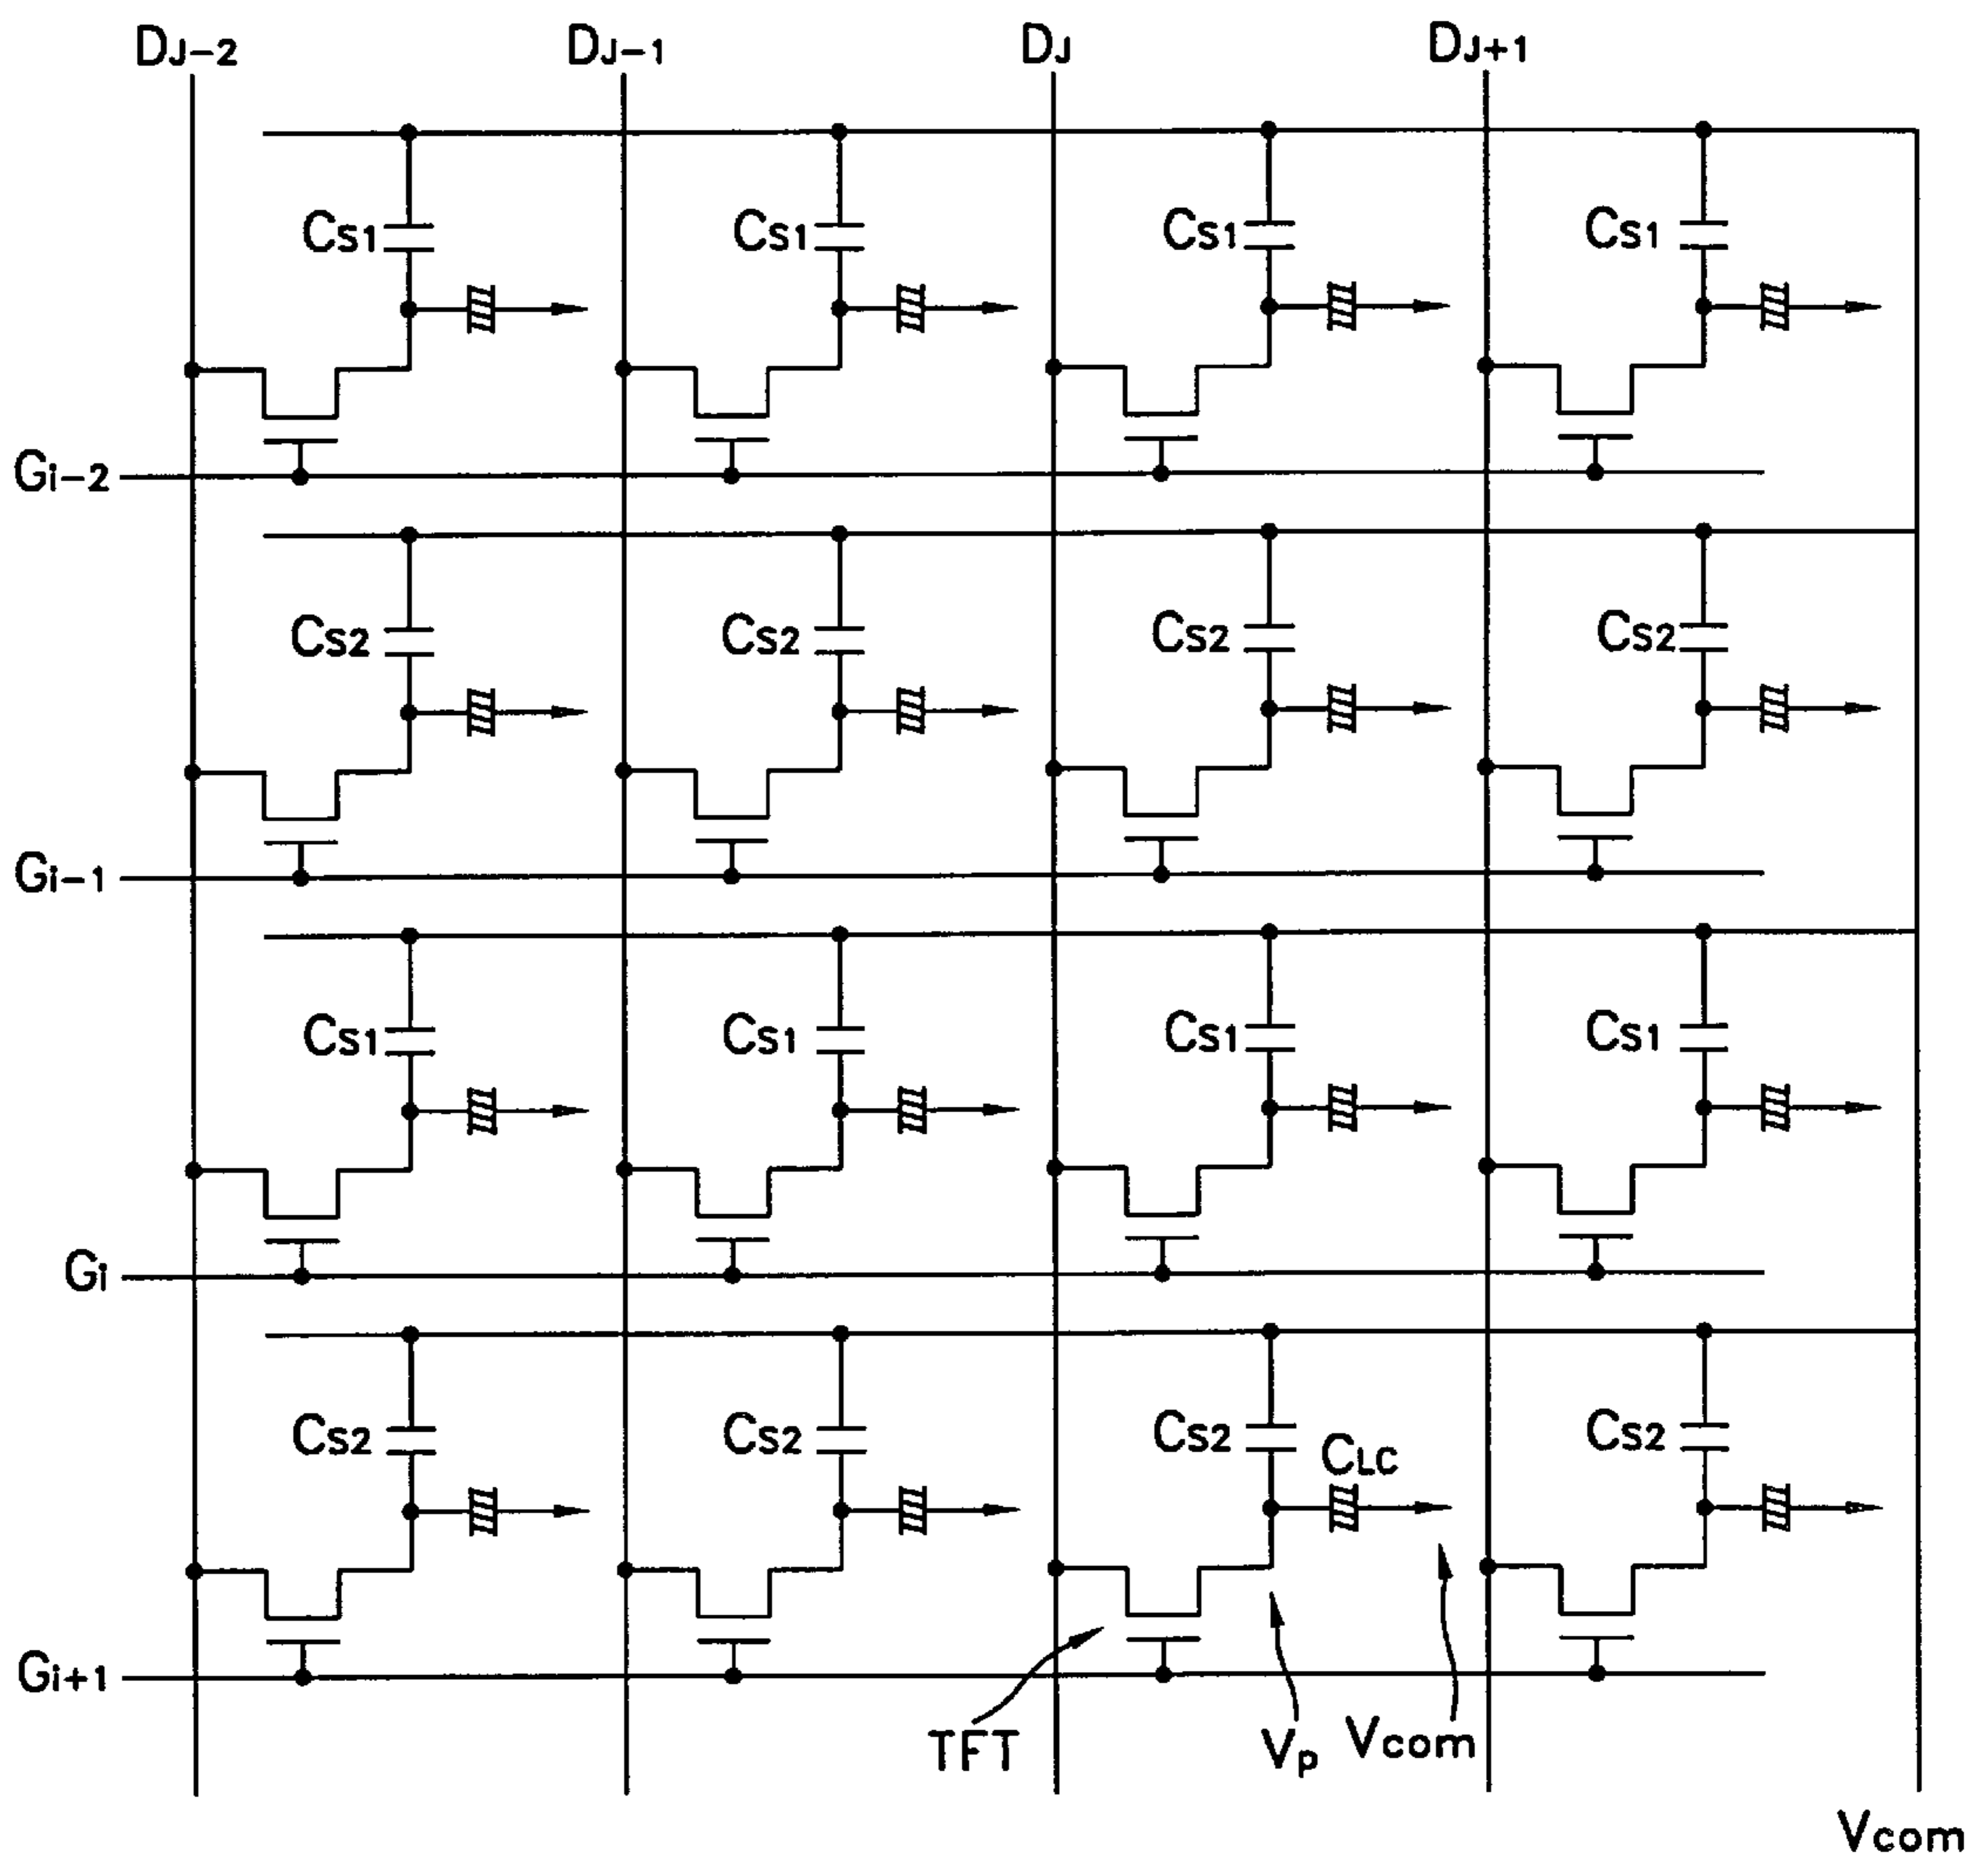 DJ-2 DJ-1 DJ DJ+1
CS1 CS1 CS1 CS1
Gi-2
CS2 CS2 CS2 CS2
Gi-1
CS1 CS1 CS1 CS1
Gi
CS2 CS2 CS2 CS2
CLC
Gi+1
TFT Vp Vcom
Vcom